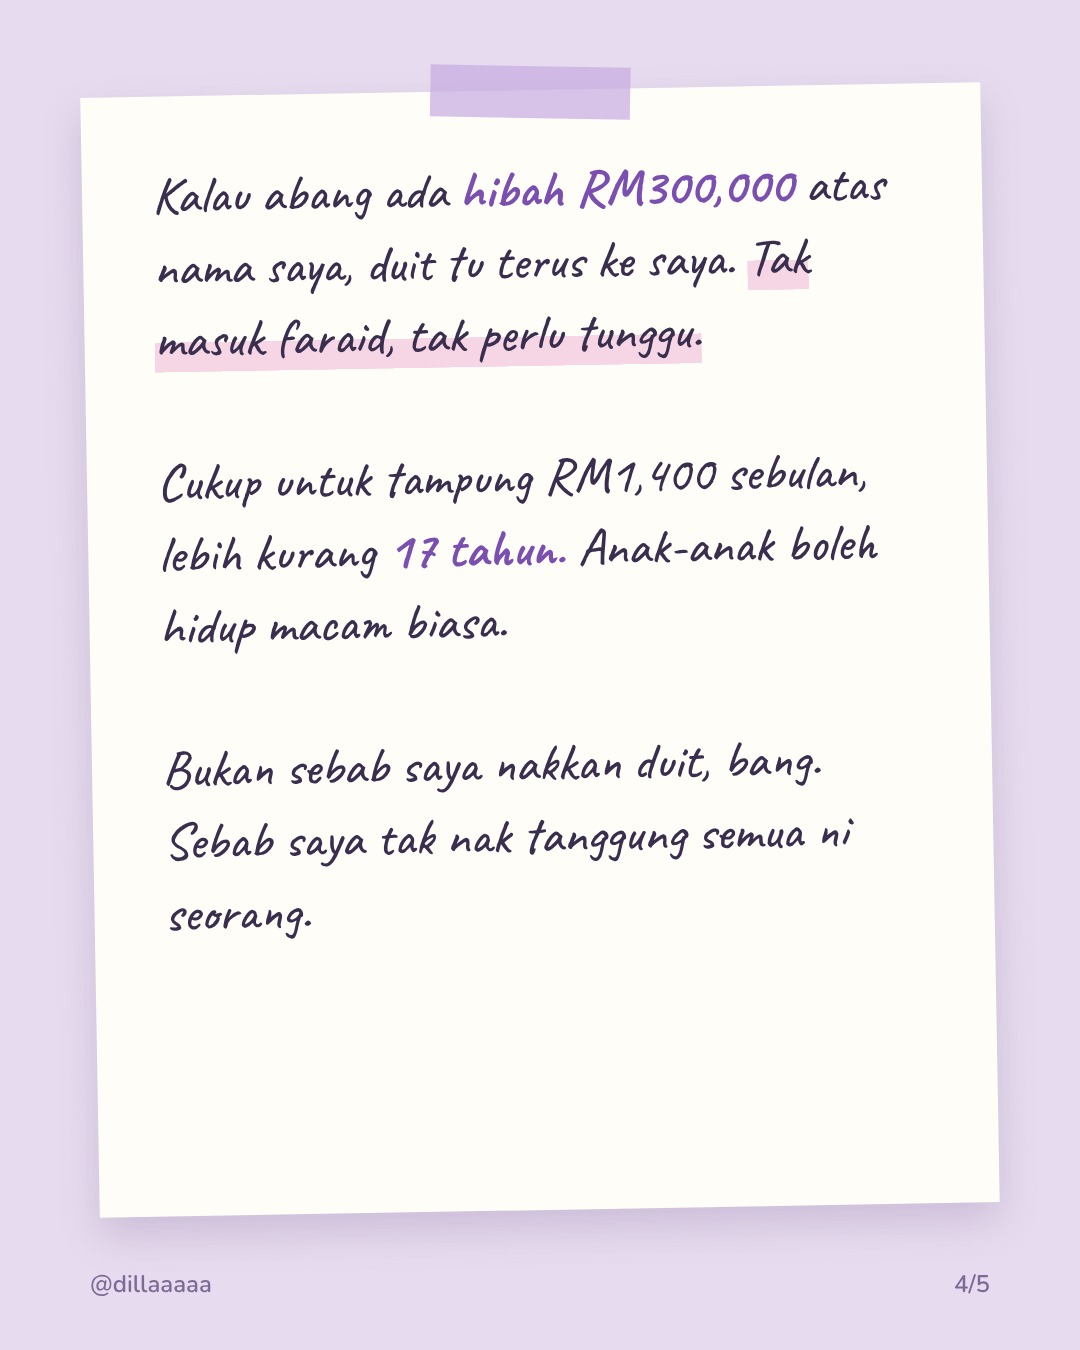 Kalau abang ada hibah RM300,000 atas
nama saya, duit tu terus ke saya. Tak
masuk faraid, tak perlu tunggu.
Cukup untuk tampung RM1,400 sebulan,
lebih kurang 17 tahun. Anak-anak boleh
hidup macam biasa.
Bukan sebab saya nakkan duit, bang.
Sebab saya tak nak tanggung semua ni
seorang.
@dillaaaaa
4/5